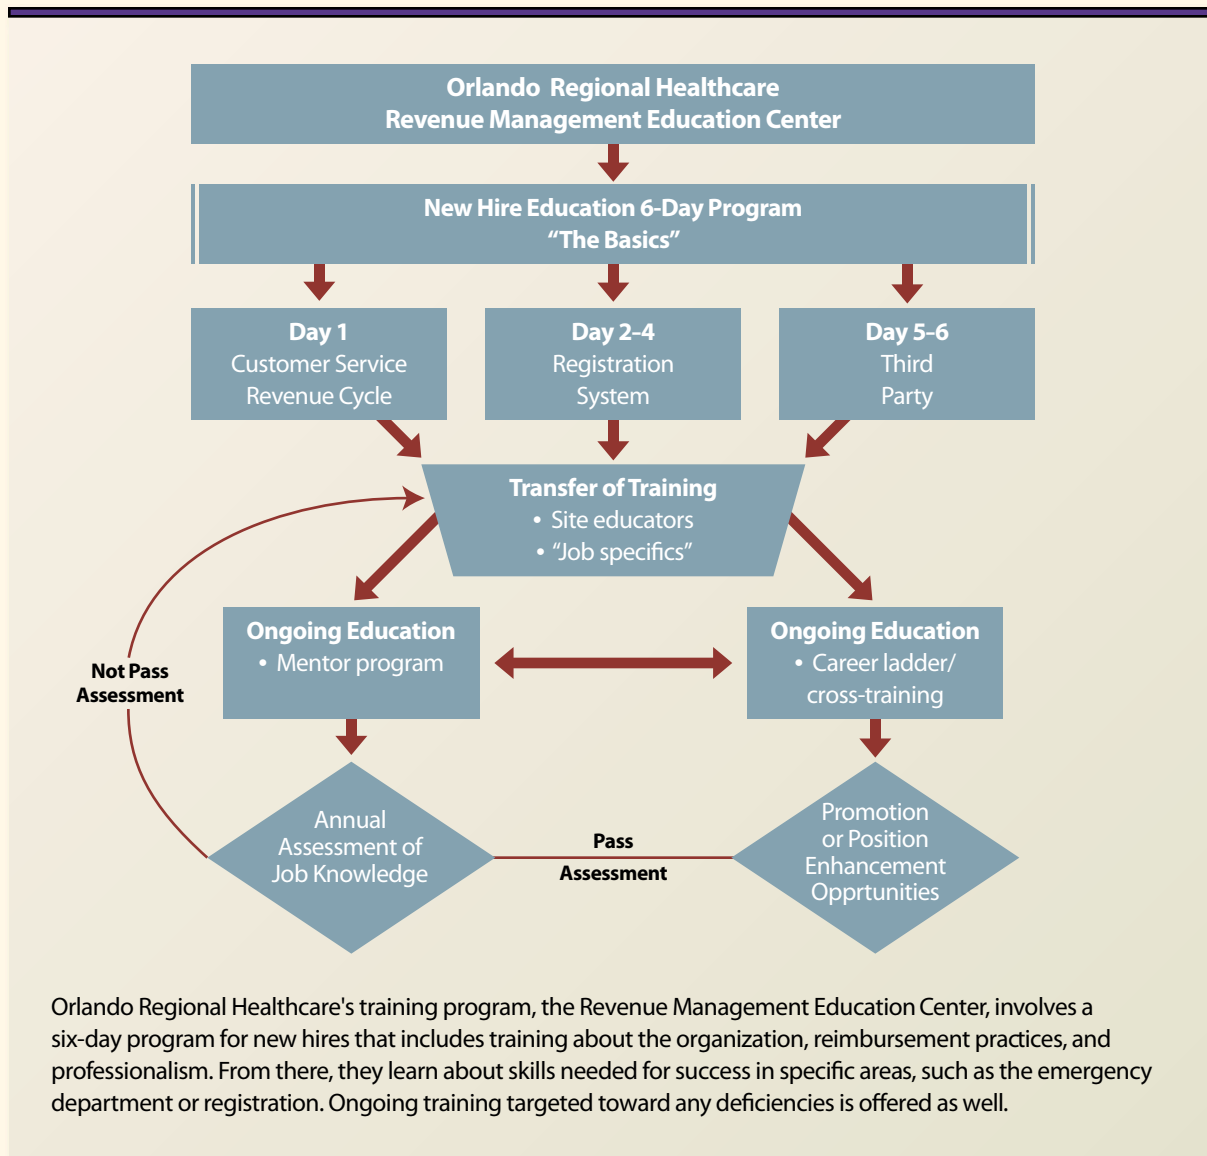 Orlando Regional Healthcare
Revenue Management Education Center
New Hire Education 6-Day Program
“The Basics”
Day 1
Customer Service
Revenue Cycle
Day 2-4
Registration
System
Day 5-6
Third
Party
Transfer of Training
• Site educators
• “Job specifics”
Ongoing Education
• Mentor program
Ongoing Education
• Career ladder/
cross-training
Not Pass
Assessment
Annual
Assessment of
Job Knowledge
Pass
Assessment
Promotion
or Position
Enhancement
Opprtunities
Orlando Regional Healthcare's training program, the Revenue Management Education Center, involves a
six-day program for new hires that includes training about the organization, reimbursement practices, and
professionalism. From there, they learn about skills needed for success in specific areas, such as the emergency
department or registration. Ongoing training targeted toward any deficiencies is offered as well.